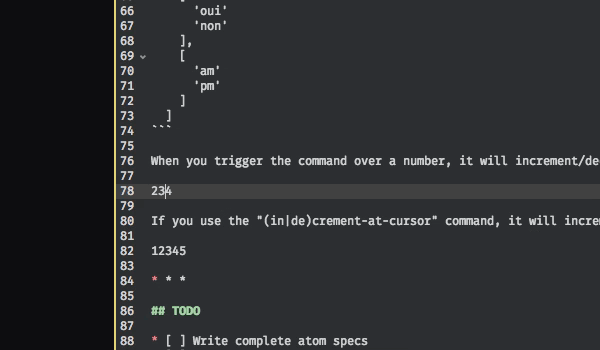 66 'oui'
67 'non'
68 ],
69 [
70 'am'
71 'pm'
72 ]
73 ]
74 ```
75
76 When you trigger the command over a number, it will increment/de
77
78 234
79
80 If you use the "(in|de)crement-at-cursor" command, it will incre
81
82 12345
83
84 * * *
85
86 ## TODO
87
88 * [ ] Write complete atom specs